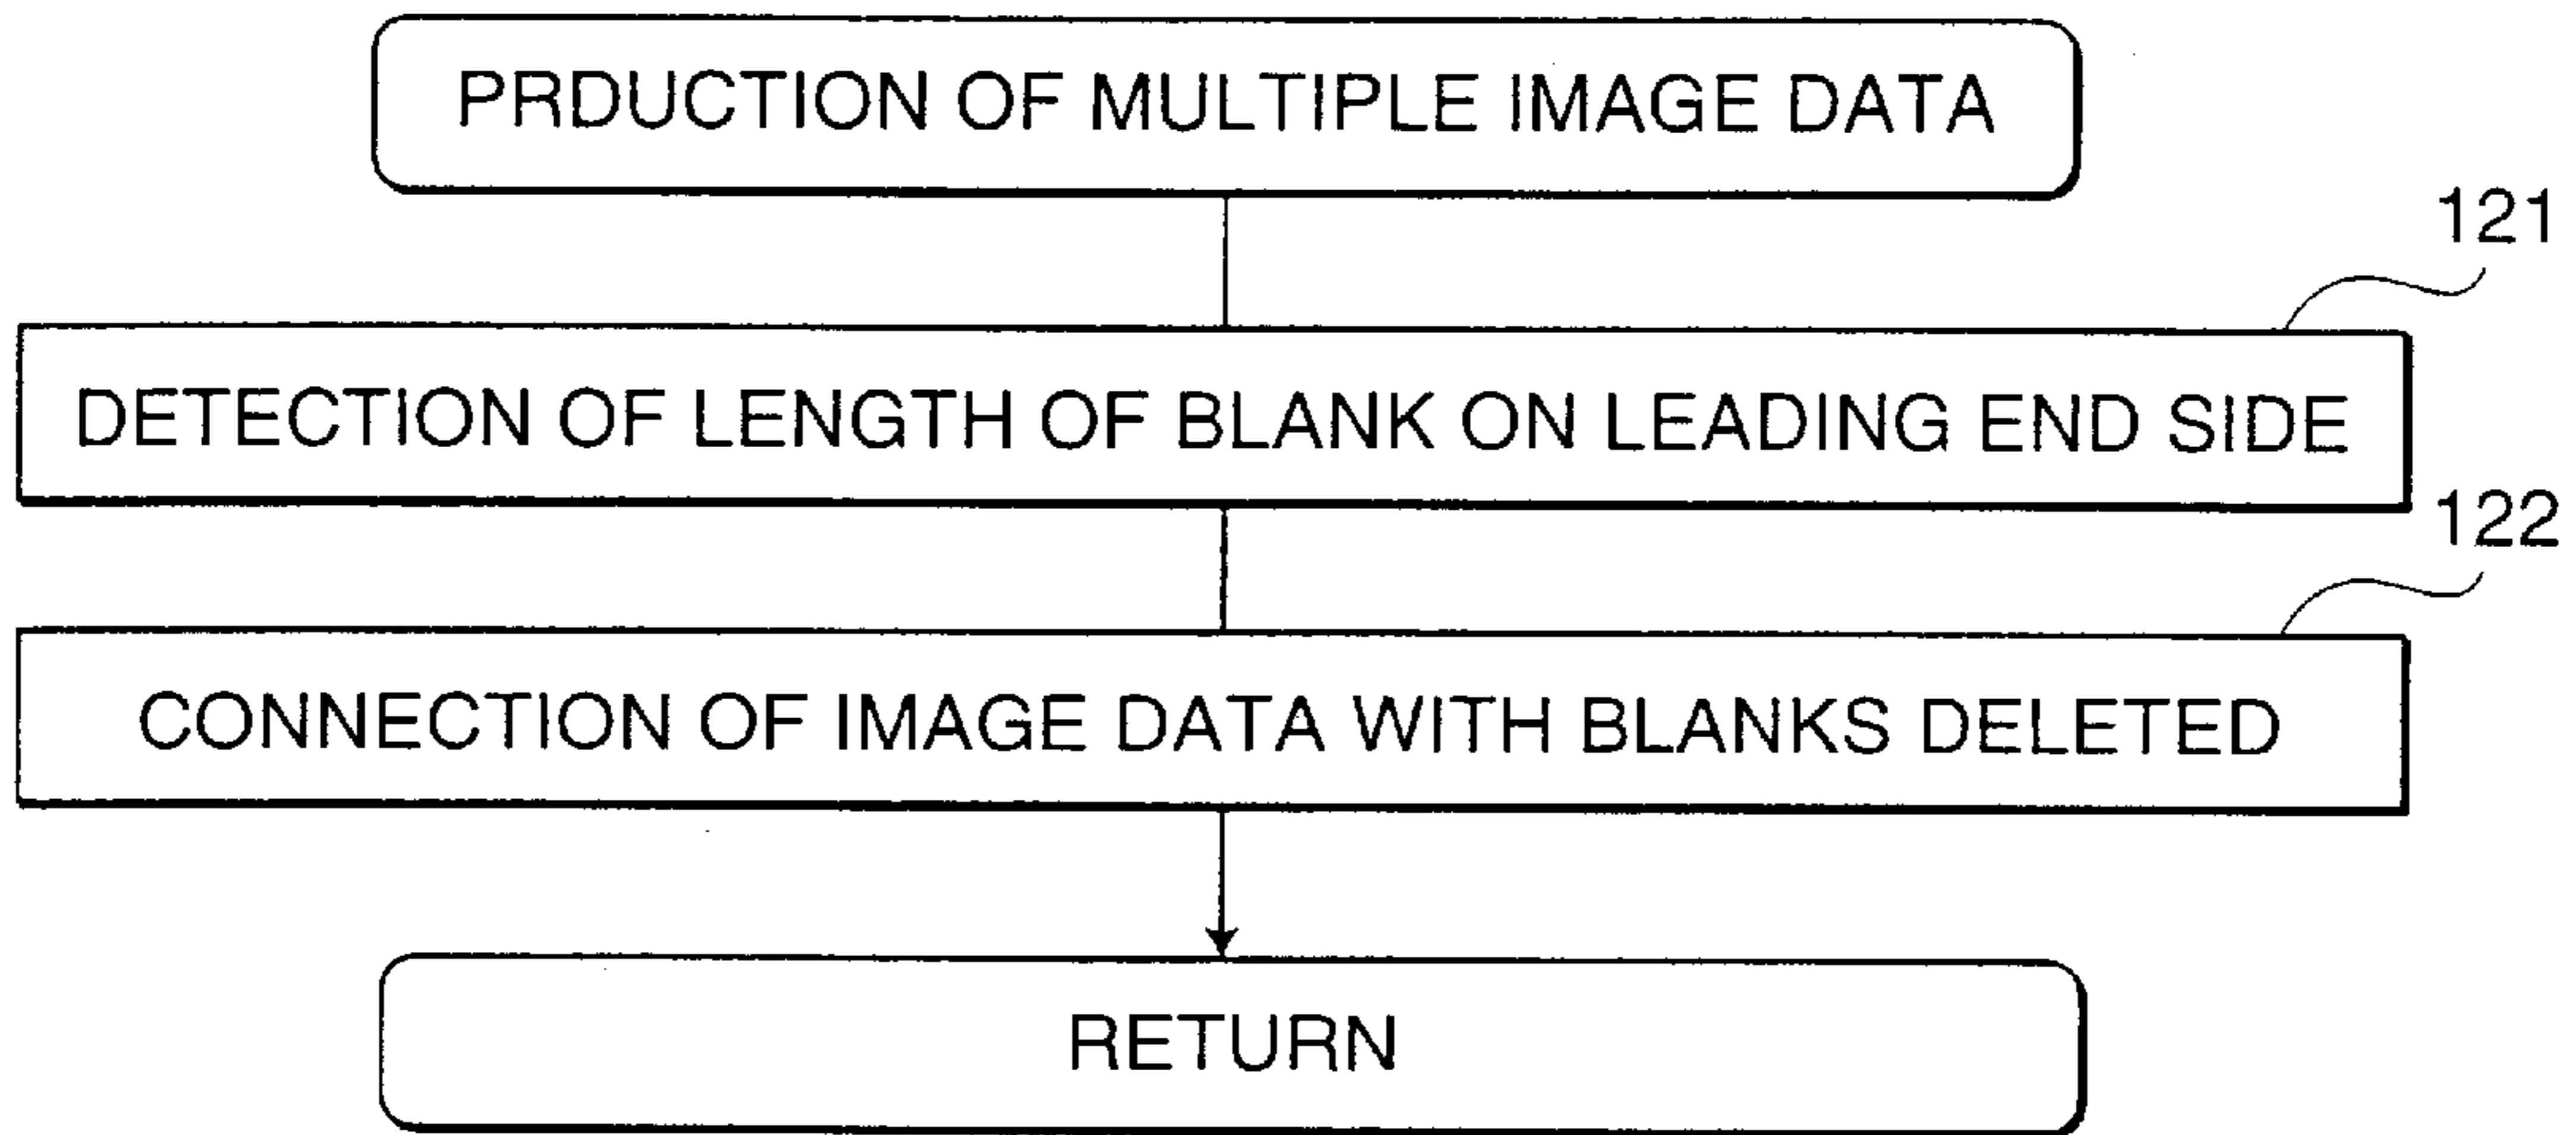 PRDUCTION OF MULTIPLE IMAGE DATA
121
DETECTION OF LENGTH OF BLANK ON LEADING END SIDE
122
CONNECTION OF IMAGE DATA WITH BLANKS DELETED
RETURN